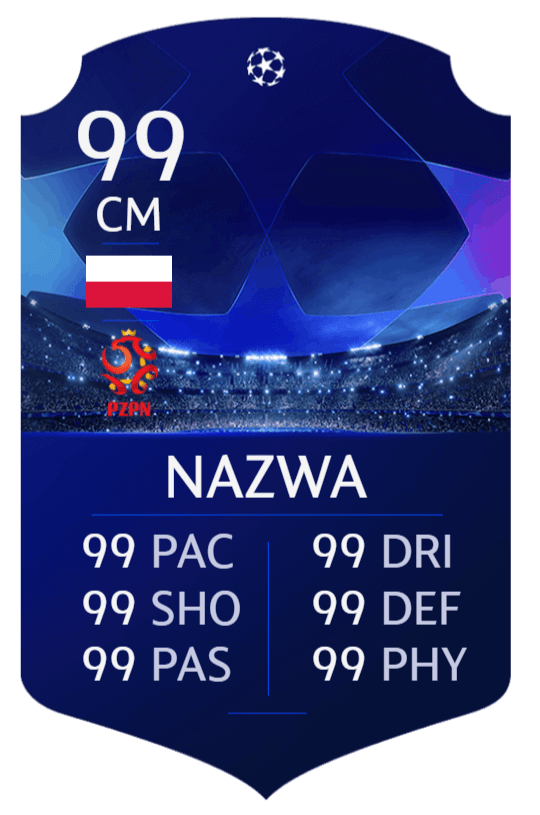 99
CM
PZPN
NAZWA
99 PAC 99 DRI
99 SHO 99 DEF
99 PAS 99 PHY